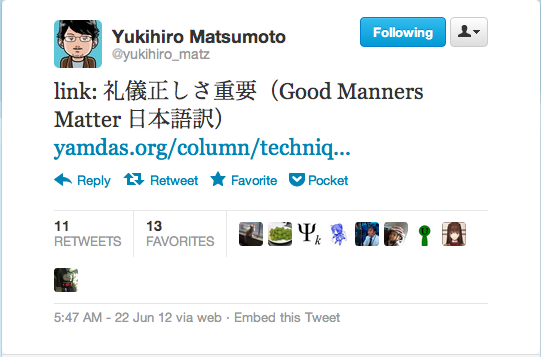 Yukihiro Matsumoto
@yukihiro_matz
Following
link: 礼儀正しさ重要（Good Manners
Matter 日本語訳）
yamdas.org/column/techniq...
Reply Retweet Favorite Pocket
11 13
RETWEETS FAVORITES
Ψk
5:47 AM - 22 Jun 12 via web · Embed this Tweet